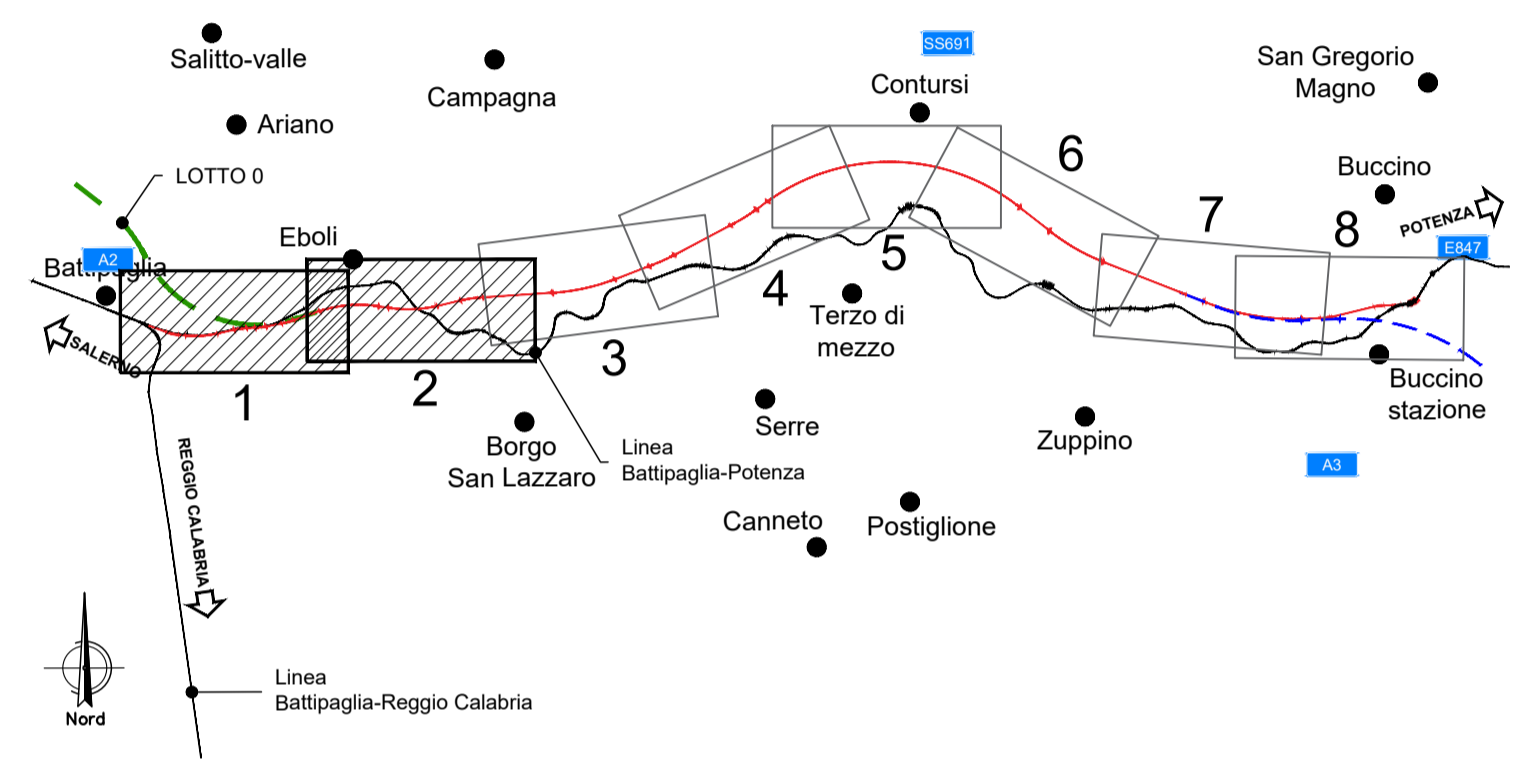 SS691
Salitto-valle
San Gregorio
Magno
Contursi
Campagna
Ariano
6
Buccino
LOTTO 0
7
8
POTENZA
Eboli
5
E847
A2
Battipaglia
4
Terzo di
mezzo
SALERNO
3
1
2
Buccino
stazione
Serre
Zuppino
Borgo
San Lazzaro
Linea
Battipaglia-Potenza
A3
REGGIO CALABRIA
Canneto
Postiglione
Linea
Battipaglia-Reggio Calabria
Nord